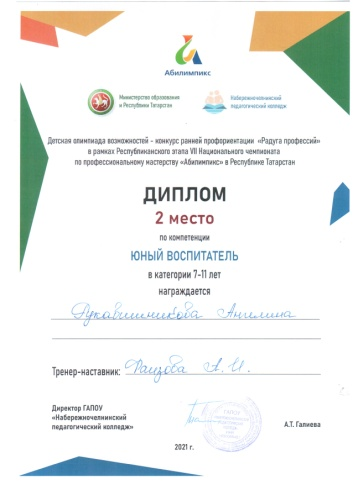 Абилимпикс
Министерство образования
и Республики Татарстан
Набережночелнинский
педагогический колледж
Детская олимпиада возможностей - конкурс ранней профориентации «Радуга профессий»
в рамках Республиканского этапа VII Национального чемпионата
по профессиональному мастерству «Абилимпикс» в Республике Татарстан
ДИПЛОМ
2 место
по компетенции
ЮНЫЙ ВОСПИТАТЕЛЬ
в категории 7-11 лет
награждается
Рукавишникова Ангелина
Тренер-наставник: А.И.
Директор ГАПОУ
«Набережночелнинский
педагогический колледж»
А.Т. Галиева
2021 г.